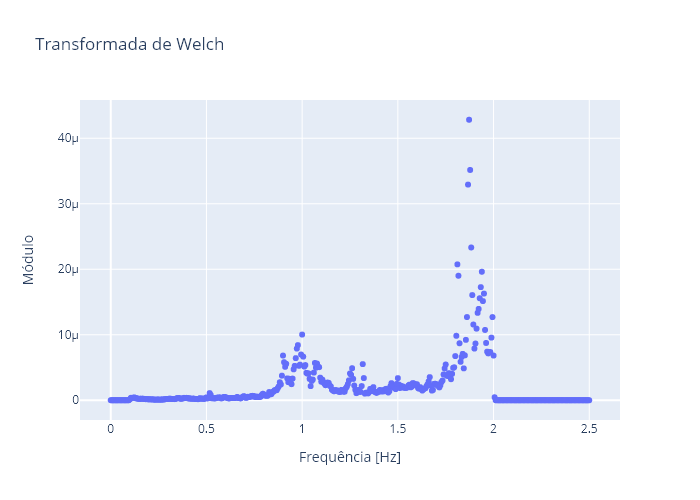 Transformada de Welch
40μ
30μ
20μ
10μ
0
Módulo
0
0.5
1
1.5
2
2.5
Frequência [Hz]